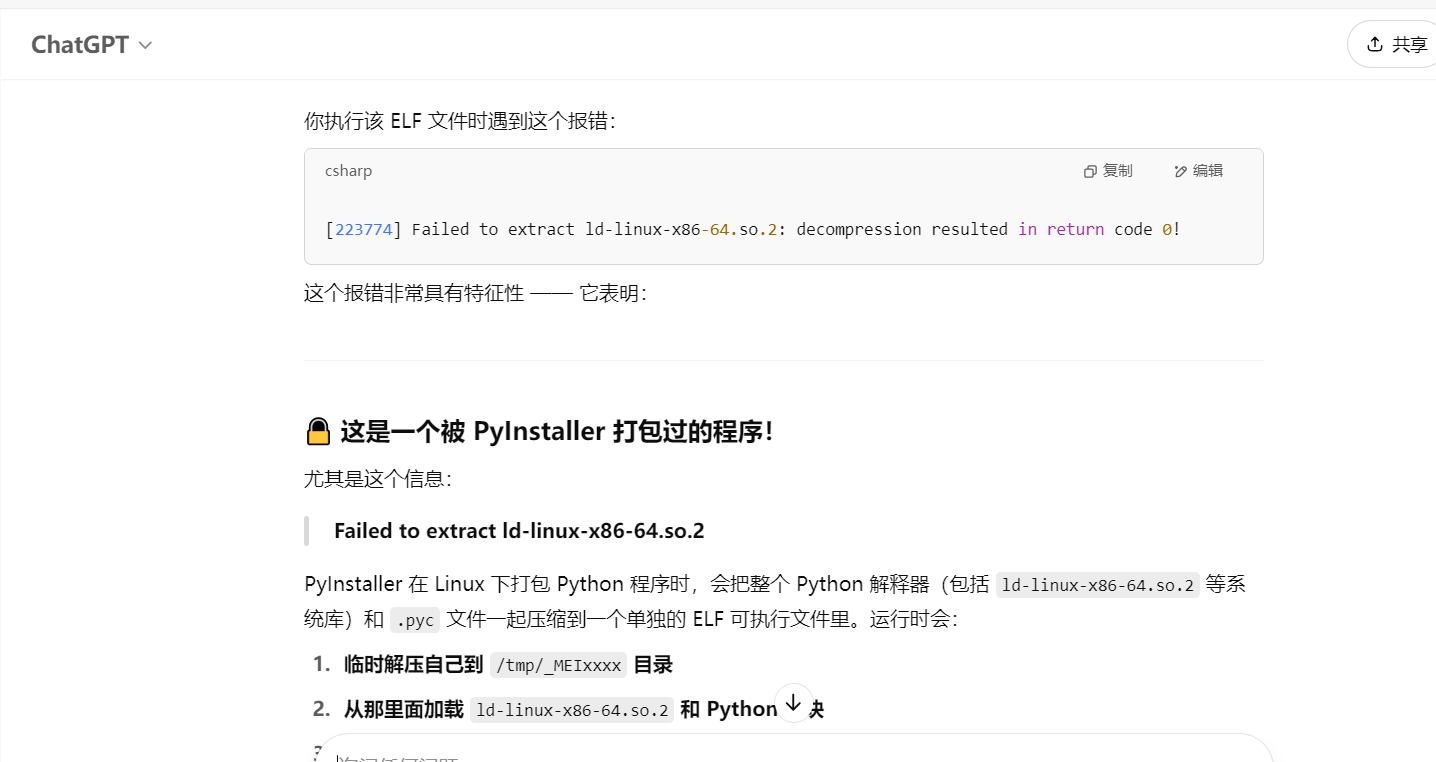 ChatGPT
共享
你执行该 ELF 文件时遇到这个报错：
csharp
复制
编辑
[223774] Failed to extract ld-linux-x86-64.so.2: decompression resulted in return code 0!
这个报错非常具有特征性 —— 它表明：
🔒 这是一个被 PyInstaller 打包过的程序！
尤其是这个信息：
Failed to extract ld-linux-x86-64.so.2
PyInstaller 在 Linux 下打包 Python 程序时，会把整个 Python 解释器（包括 ld-linux-x86-64.so.2 等系
统库）和 .pyc 文件一起压缩到一个单独的 ELF 可执行文件里。运行时会：
1. 临时解压自己到 /tmp/_MEIxxxx 目录
2. 从那里面加载 ld-linux-x86-64.so.2 和 Python 块